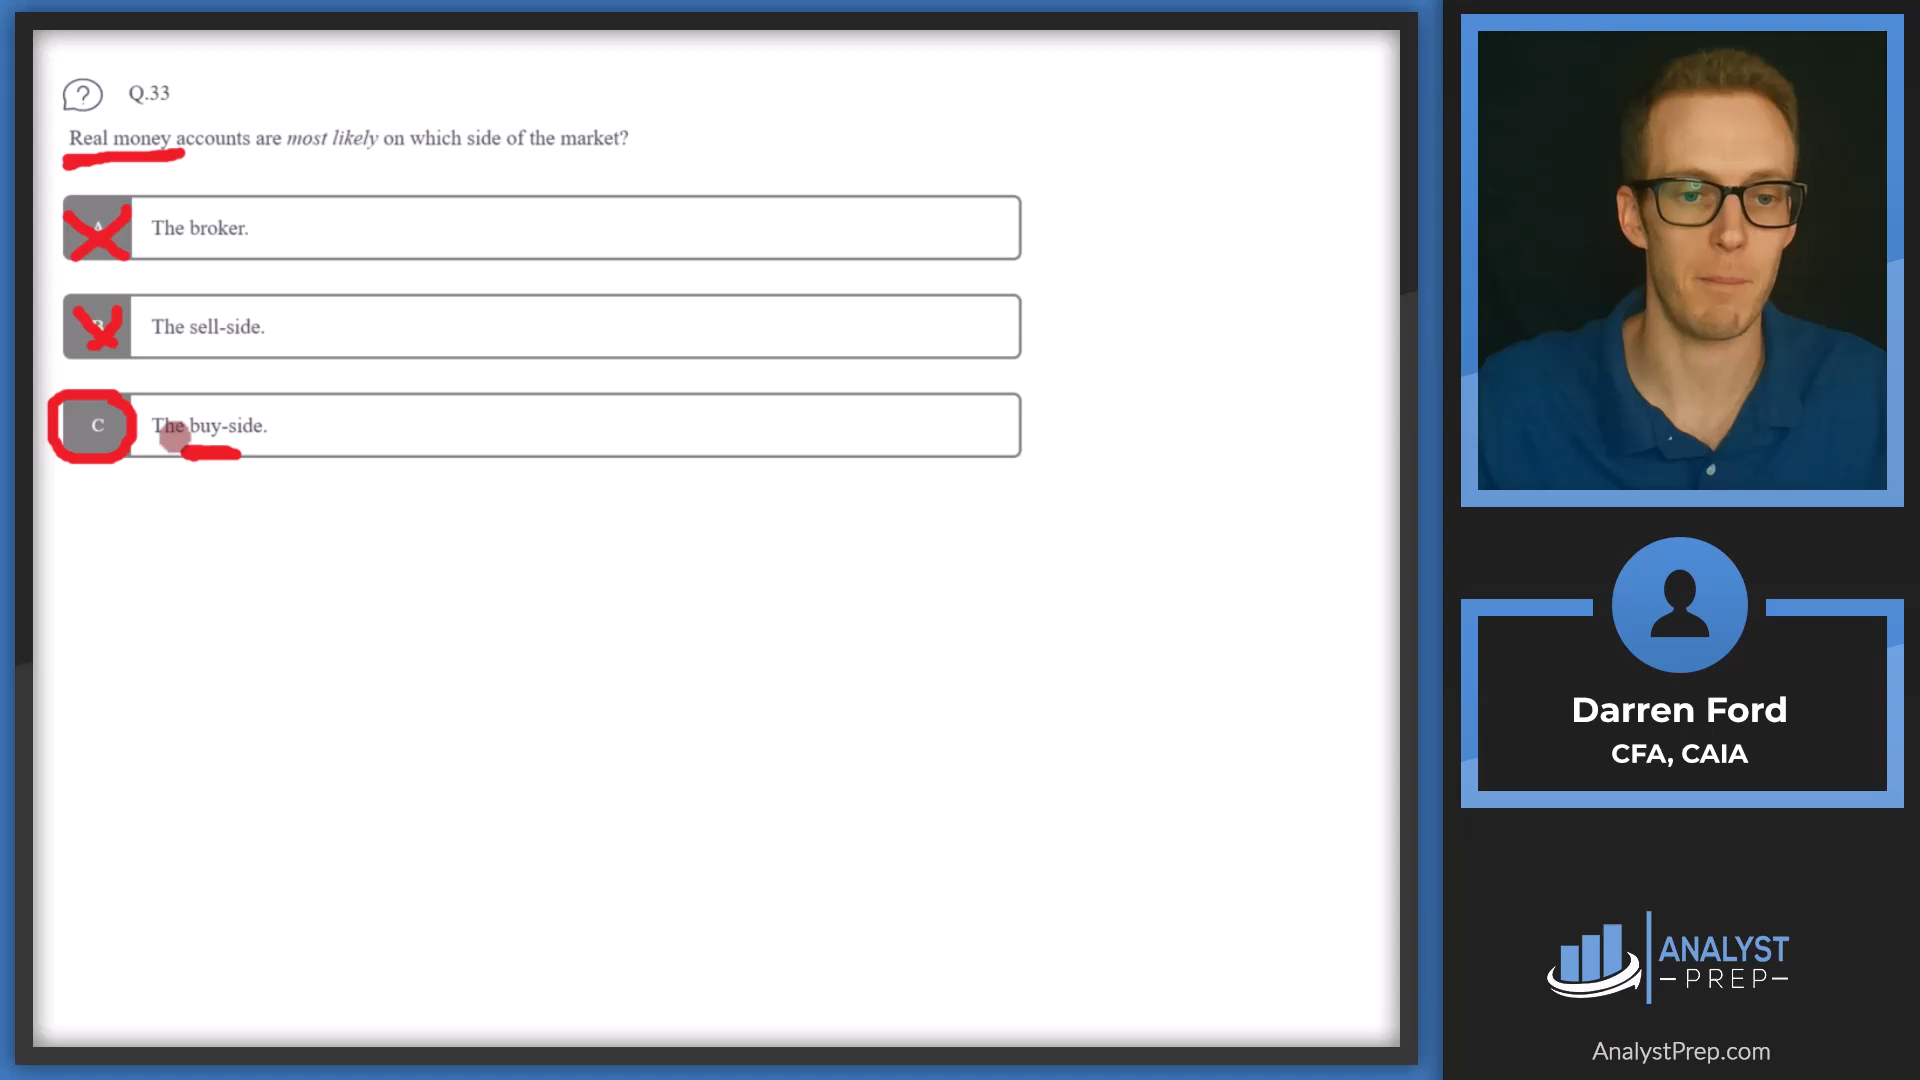 Q.33
Real money accounts are most likely on which side of the market?
A
The broker.
B
The sell-side.
C
The buy-side.
Darren Ford
CFA, CAIA
ANALYST
PREP
AnalystPrep.com